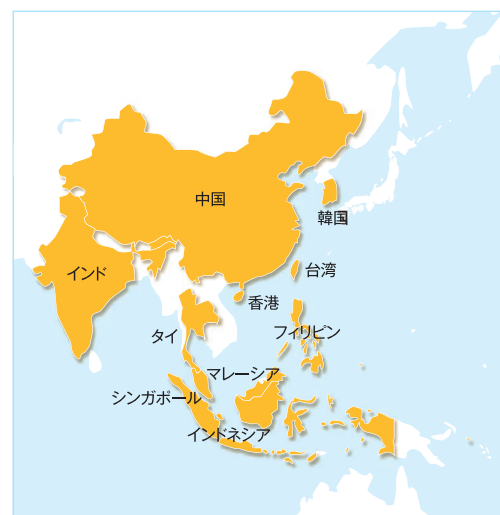 中国
韓国
インド
台湾
香港
フィリピン
タイ
マレーシア
シンガポール
インドネシア